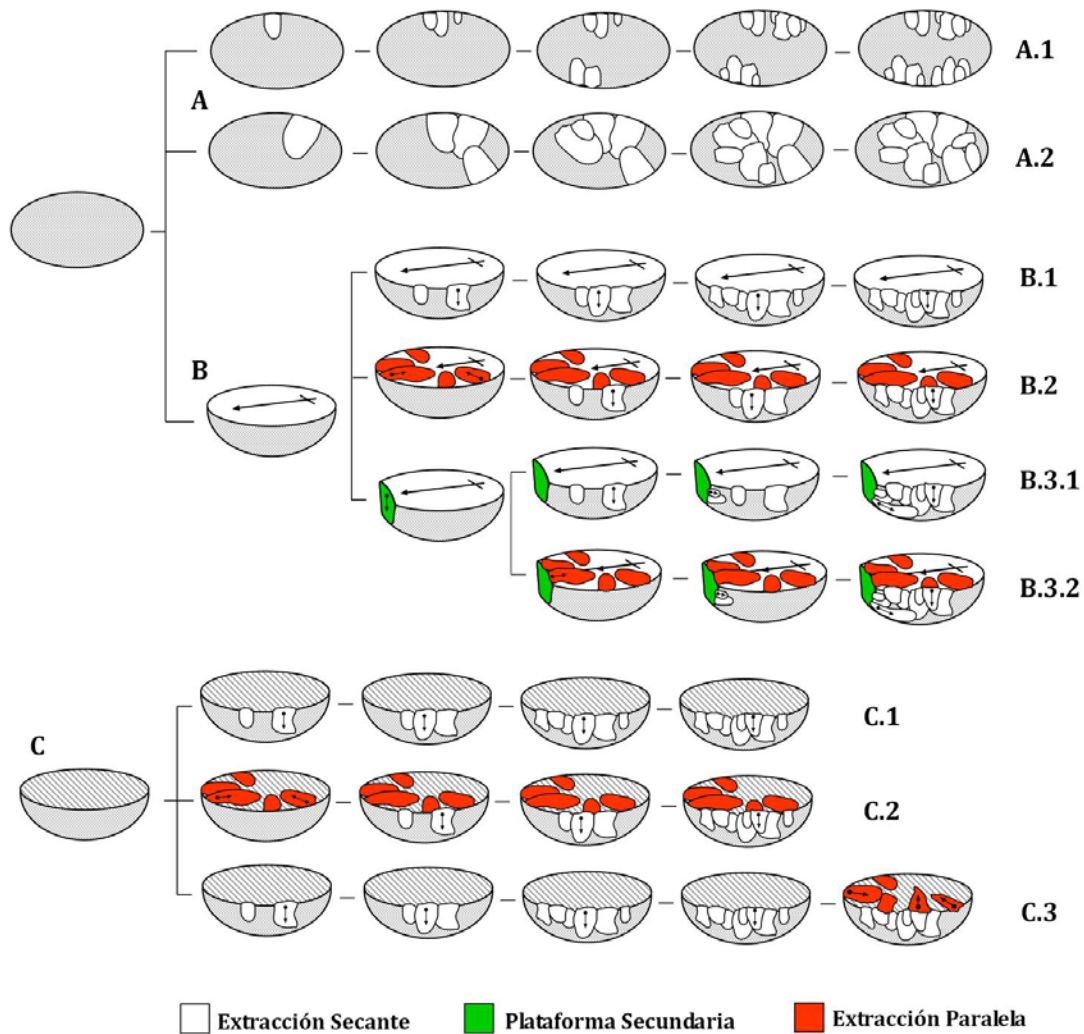 A.1
A
A.2
B.1
B
B.2
B.3.1
B.3.2
C
C.1
C.2
C.3
Extracción Secante
Plataforma Secundaria
Extracción Paralela